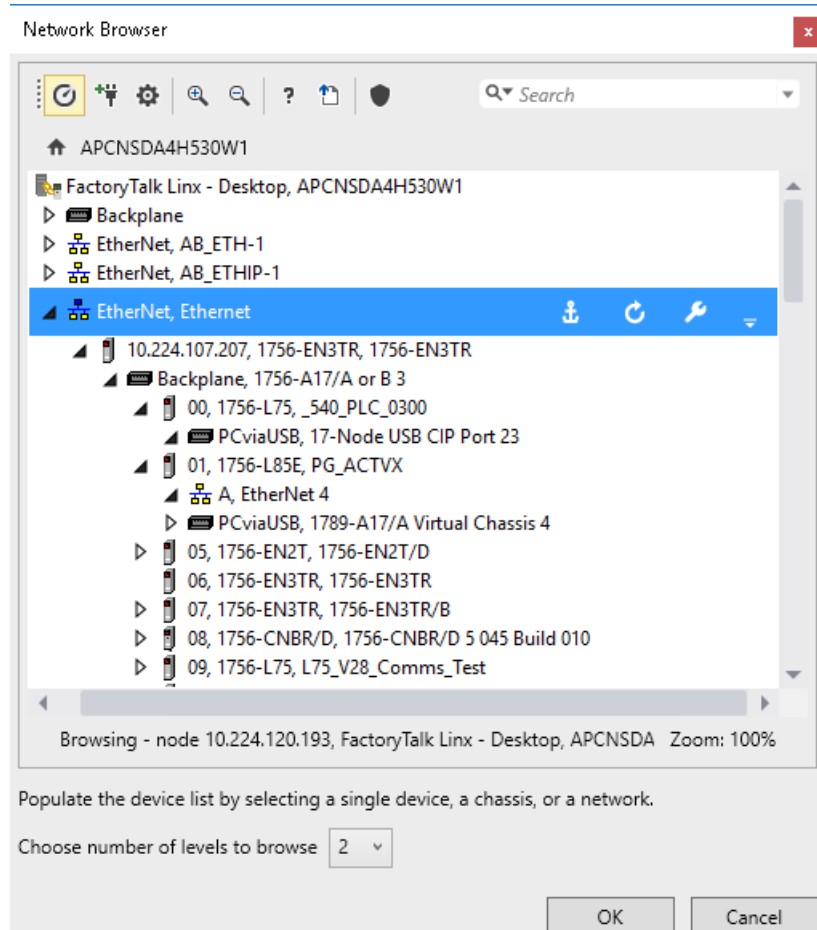 Network Browser
x
? Search
APCNSDA4H530W1
FactoryTalk Linx - Desktop, APCNSDA4H530W1
Backplane
EtherNet, AB_ETH-1
EtherNet, AB_ETHIP-1
EtherNet, Ethernet
10.224.107.207, 1756-EN3TR, 1756-EN3TR
Backplane, 1756-A17/A or B 3
00, 1756-L75, _540_PLC_0300
PCviaUSB, 17-Node USB CIP Port 23
01, 1756-L85E, PG_ACTVX
A, EtherNet 4
PCviaUSB, 1789-A17/A Virtual Chassis 4
05, 1756-EN2T, 1756-EN2T/D
06, 1756-EN3TR, 1756-EN3TR
07, 1756-EN3TR, 1756-EN3TR/B
08, 1756-CNBR/D, 1756-CNBR/D 5 045 Build 010
09, 1756-L75, L75_V28_Comms_Test
Browsing - node 10.224.120.193, FactoryTalk Linx - Desktop, APCNSDA Zoom: 100%
Populate the device list by selecting a single device, a chassis, or a network.
Choose number of levels to browse 2
OK Cancel